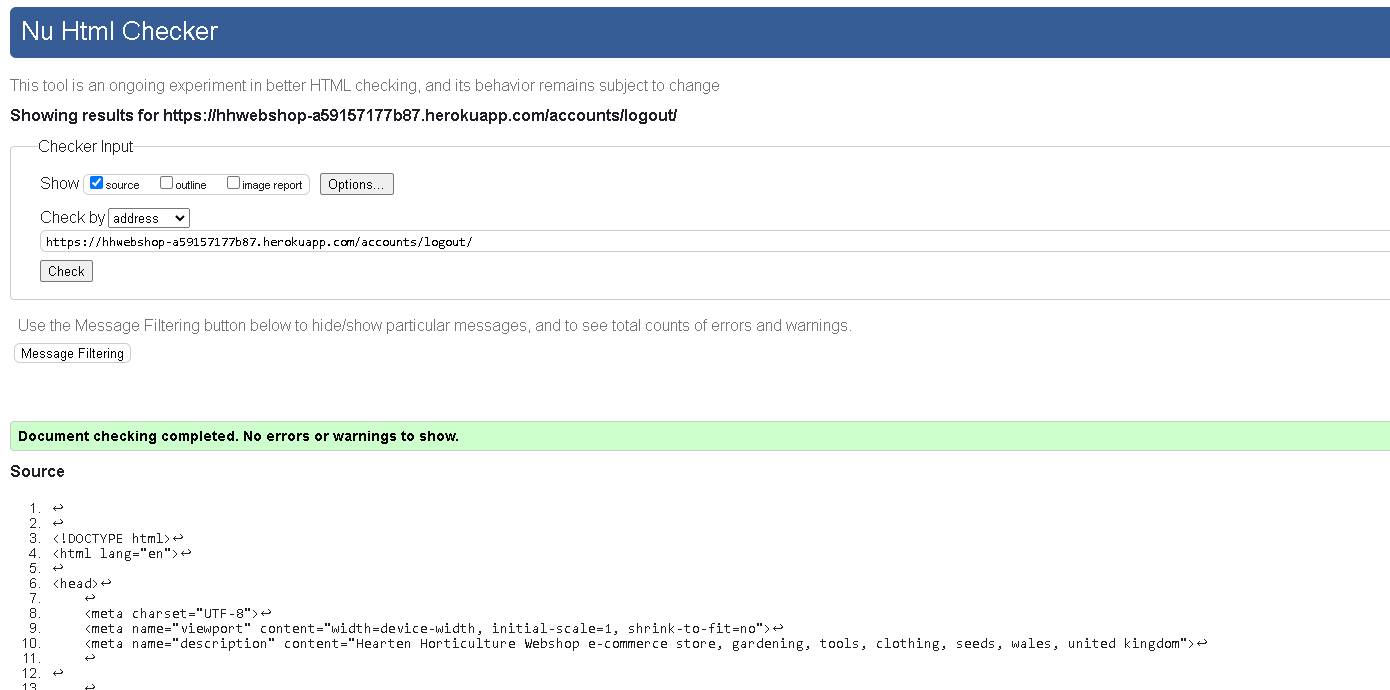 Nu Html Checker
This tool is an ongoing experiment in better HTML checking, and its behavior remains subject to change
Showing results for https://hhwebshop-a59157177b87.herokuapp.com/accounts/logout/
Checker Input
Show source outline image report Options...
Check by address
https://hhwebshop-a59157177b87.herokuapp.com/accounts/logout/
Check
Use the Message Filtering button below to hide/show particular messages, and to see total counts of errors and warnings.
Message Filtering
Document checking completed. No errors or warnings to show.
Source
1. ↩
2. ↩
3. <!DOCTYPE html>↩
4. <html lang="en">↩
5. ↩
6. <head>↩
7. ↩
8. <meta charset="UTF-8">↩
9. <meta name="viewport" content="width=device-width, initial-scale=1, shrink-to-fit=no">↩
10. <meta name="description" content="Hearten Horticulture Webshop e-commerce store, gardening, tools, clothing, seeds, wales, united kingdom">↩
11. ↩
12. ↩
13. ↩